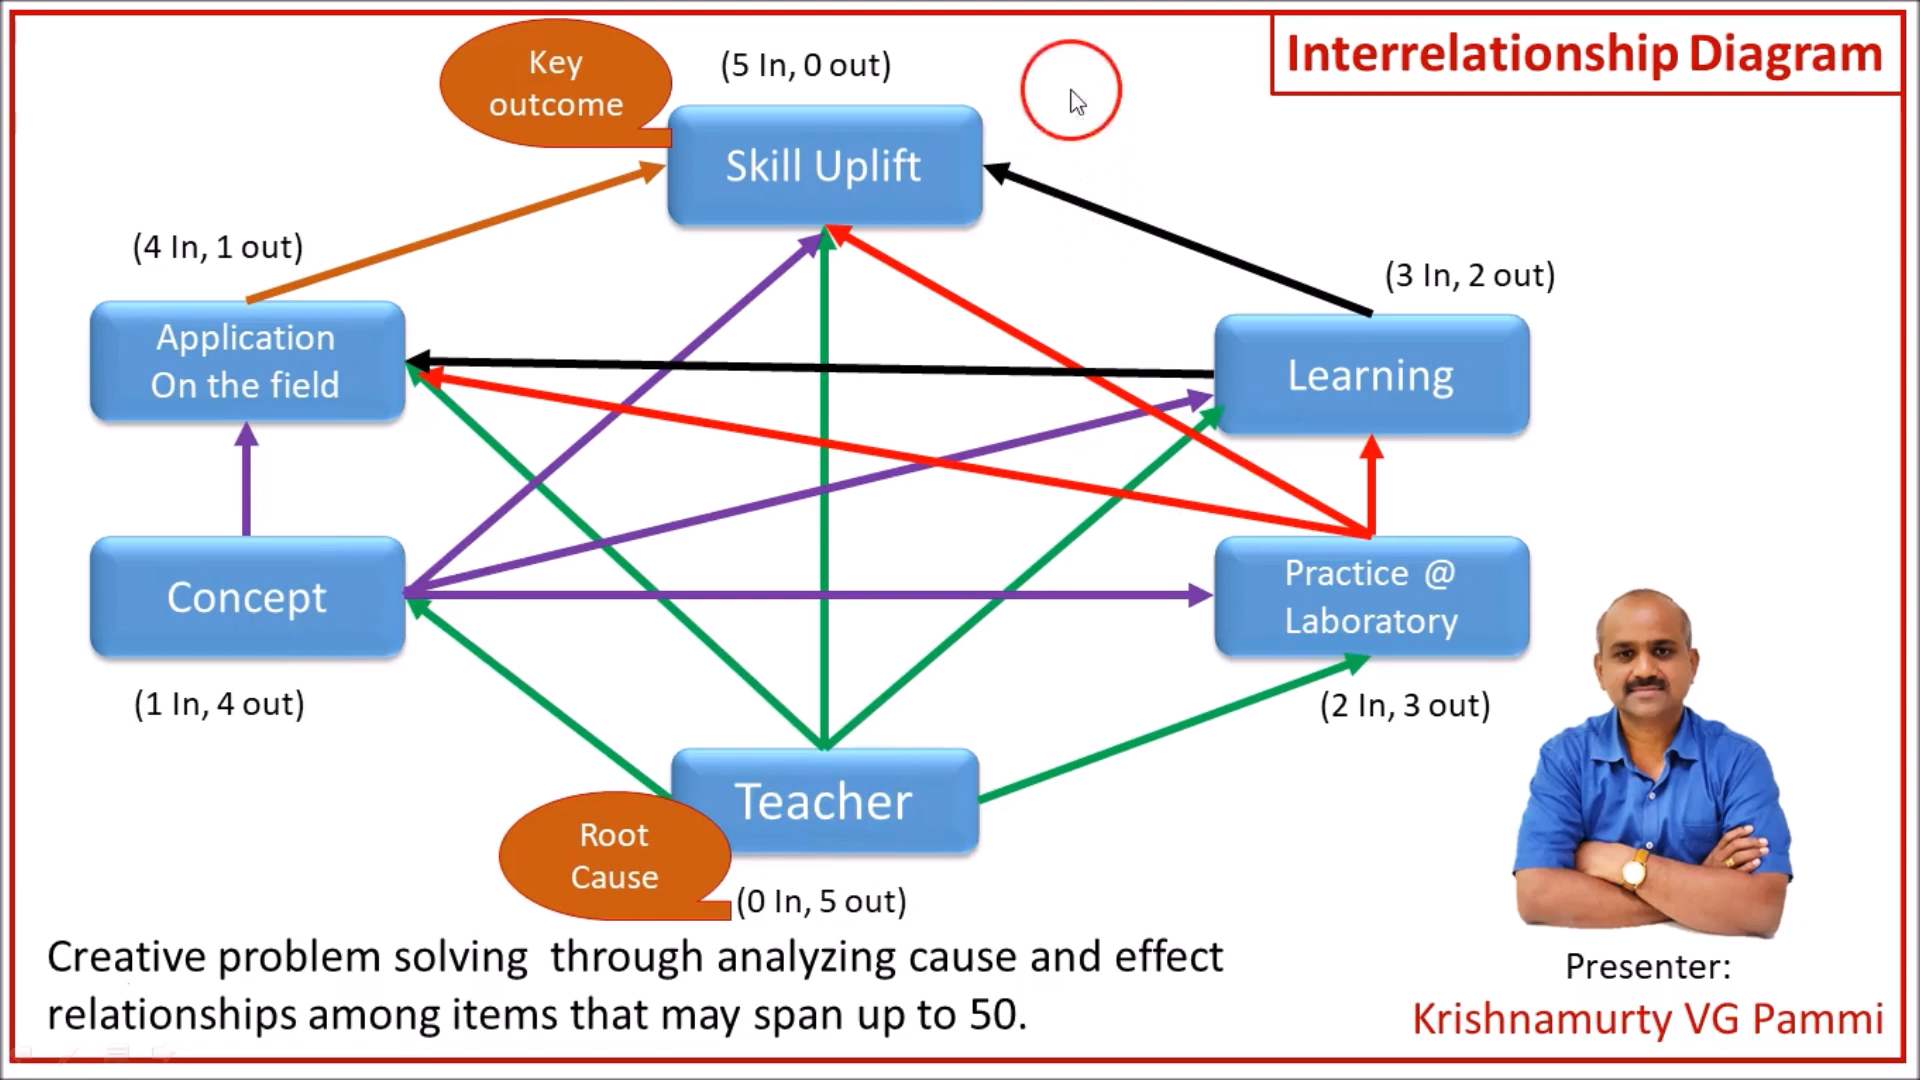 Interrelationship Diagram
Key
outcome
(5 In, 0 out)
Skill Uplift
(4 In, 1 out)
(3 In, 2 out)
Application
On the field
Learning
Concept
Practice @
Laboratory
(1 In, 4 out)
(2 In, 3 out)
Teacher
Root
Cause
(0 In, 5 out)
Creative problem solving through analyzing cause and effect
relationships among items that may span up to 50.
Presenter:
Krishnamurty VG Pammi